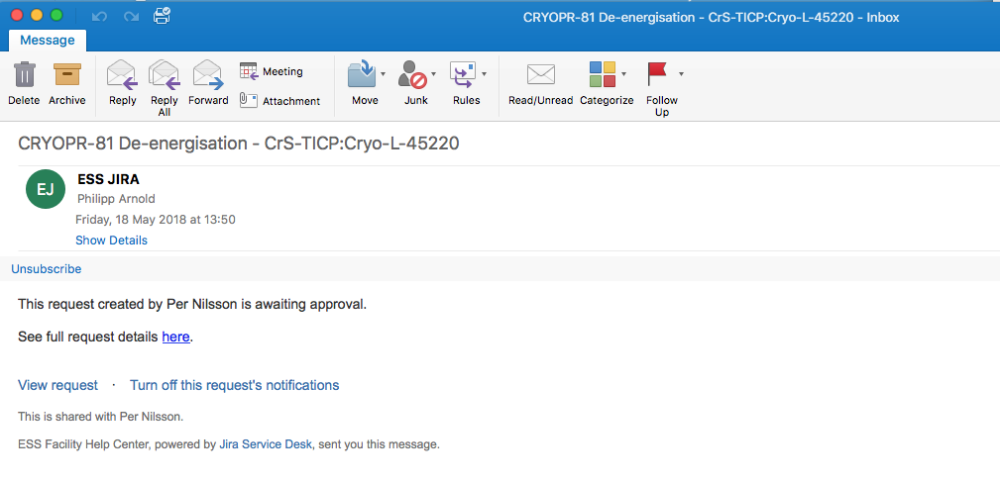 CRYOPR-81 De-energisation - CrS-TICP:Cryo-L-45220 - Inbox
Message
Delete
Archive
Reply
Reply All
Forward
Meeting
Attachment
Move
Junk
Rules
Read/Unread
Categorize
Follow Up
CRYOPR-81 De-energisation - CrS-TICP:Cryo-L-45220
EJ
ESS JIRA
Philipp Arnold
Friday, 18 May 2018 at 13:50
Show Details
Unsubscribe
This request created by Per Nilsson is awaiting approval.
See full request details here.
View request · Turn off this request's notifications
This is shared with Per Nilsson.
ESS Facility Help Center, powered by Jira Service Desk, sent you this message.